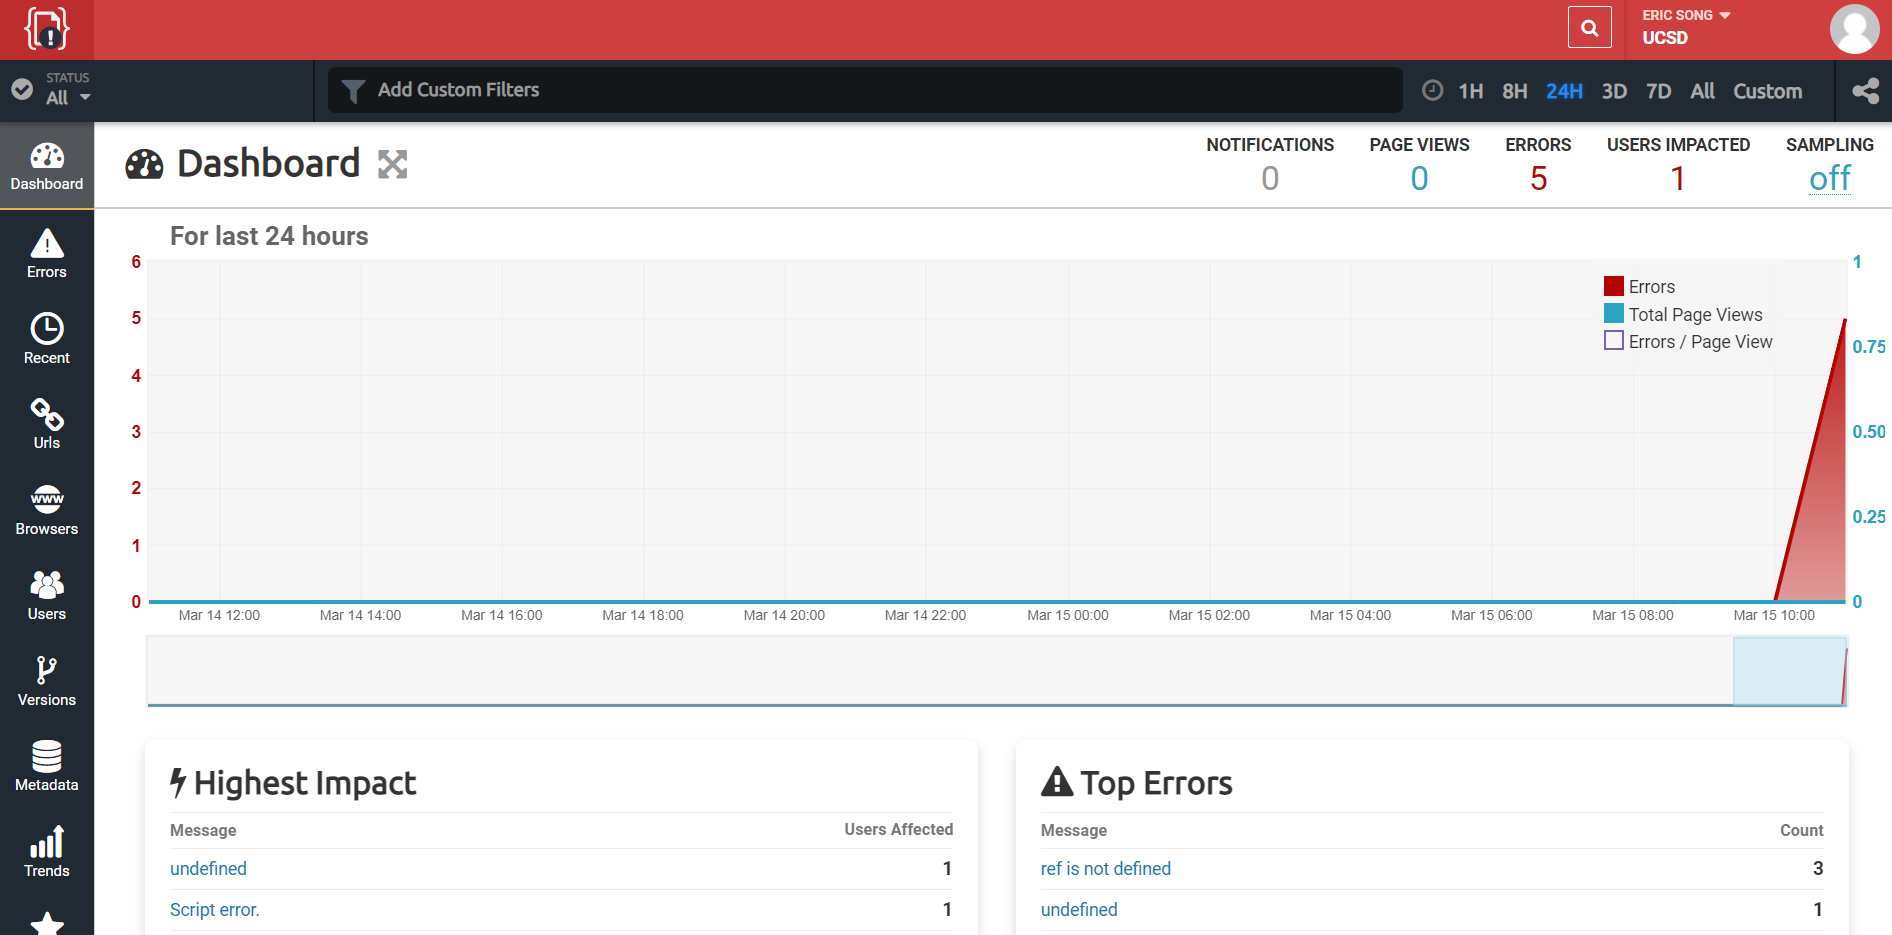 ERIC SONG
UCSD
STATUS
All
Add Custom Filters
1H 8H 24H 3D 7D All Custom
Dashboard
Errors
Recent
Urls
www
Browsers
Users
Versions
Metadata
Trends
Dashboard
NOTIFICATIONS
0
PAGE VIEWS
0
ERRORS
5
USERS IMPACTED
1
SAMPLING
off
For last 24 hours
6
5
4
3
2
1
0
Errors
Total Page Views
Errors / Page View
1
0.75
0.50
0.25
0
Mar 14 12:00 Mar 14 14:00 Mar 14 16:00 Mar 14 18:00 Mar 14 20:00 Mar 14 22:00 Mar 15 00:00 Mar 15 02:00 Mar 15 04:00 Mar 15 06:00 Mar 15 08:00 Mar 15 10:00
Highest Impact
Message Users Affected
undefined 1
Script error. 1
Top Errors
Message Count
ref is not defined 3
undefined 1